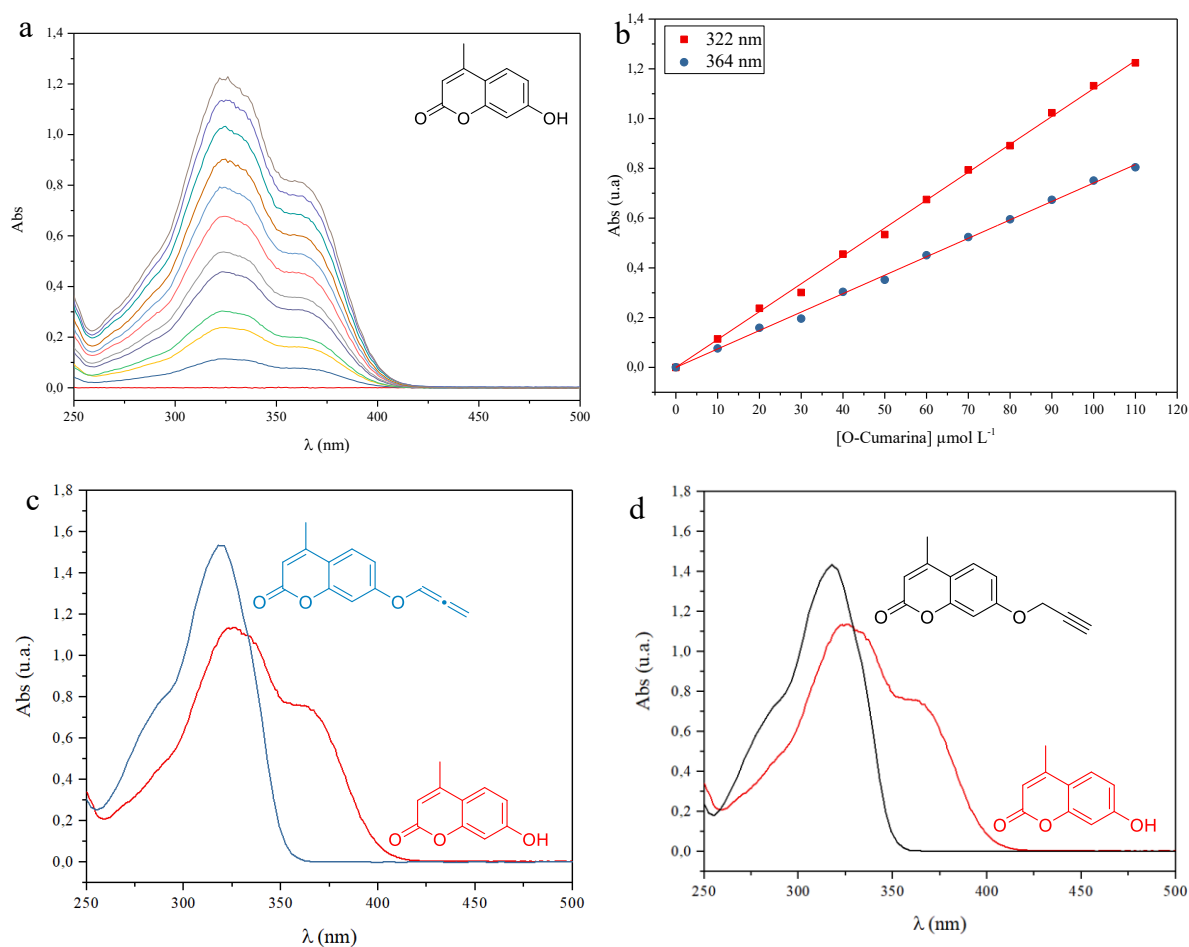 a
1,4
1,2
1,0
0,8
0,6
0,4
0,2
0,0
Abs
250 300 350 400 450 500
λ (nm)
O O OH
b
322 nm
364 nm
1,4
1,2
1,0
0,8
0,6
0,4
0,2
0,0
Abs (u.a)
0 10 20 30 40 50 60 70 80 90 100 110 120
[O-Cumarina] µmol L⁻¹
c
1,8
1,6
1,4
1,2
1,0
0,8
0,6
0,4
0,2
0,0
Abs (u.a.)
250 300 350 400 450 500
λ (nm)
O O O
O O OH
d
1,8
1,6
1,4
1,2
1,0
0,8
0,6
0,4
0,2
0,0
Abs (u.a.)
250 300 350 400 450 500
λ (nm)
O O O
O O OH